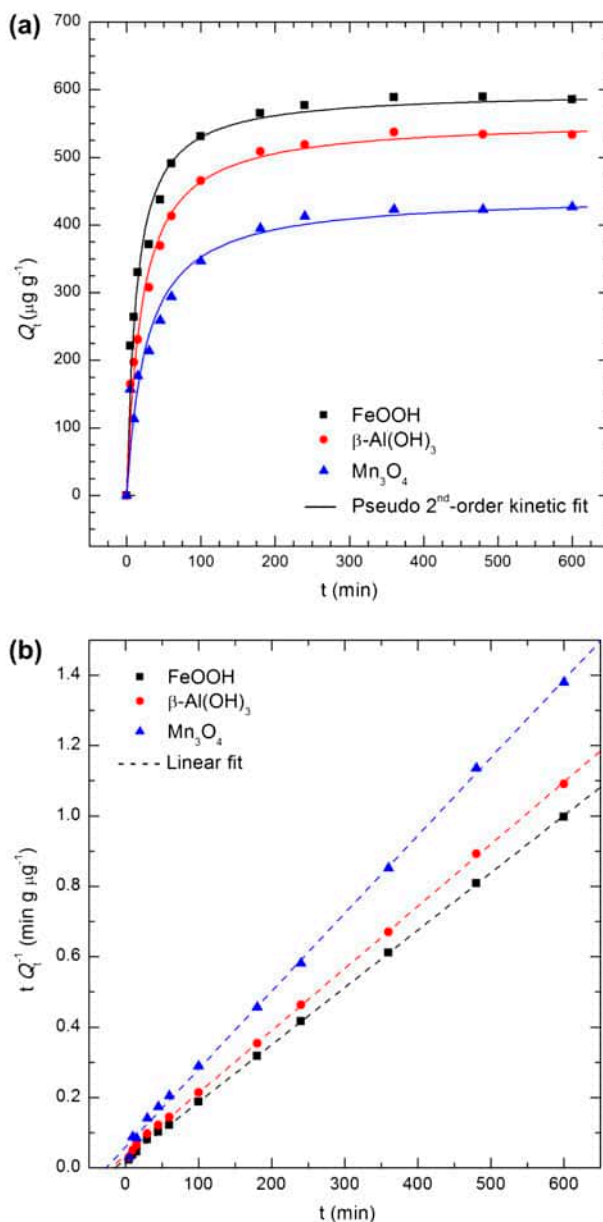 (a)
700
600
500
400
300
200
100
0
Qt (μg g-1)
FeOOH
β-Al(OH)3
Mn3O4
Pseudo 2nd-order kinetic fit
0 100 200 300 400 500 600
t (min)
(b)
1.4
1.2
1.0
0.8
0.6
0.4
0.2
0.0
t Qt-1 (min g μg-1)
FeOOH
β-Al(OH)3
Mn3O4
Linear fit
0 100 200 300 400 500 600
t (min)